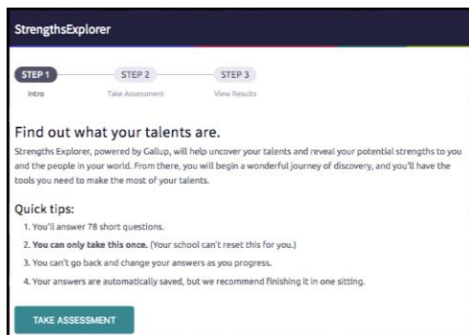 StrengthsExplorer
STEP 1 STEP 2 STEP 3
Intro Take Assessment View Results
Find out what your talents are.
Strengths Explorer, powered by Gallup, will help uncover your talents and reveal your potential strengths to you
and the people in your world. From there, you will begin a wonderful journey of discovery, and you'll have the
tools you need to make the most of your talents.
Quick tips:
1. You'll answer 78 short questions.
2. You can only take this once. (Your school can't reset this for you.)
3. You can't go back and change your answers as you progress.
4. Your answers are automatically saved, but we recommend finishing it in one sitting.
TAKE ASSESSMENT